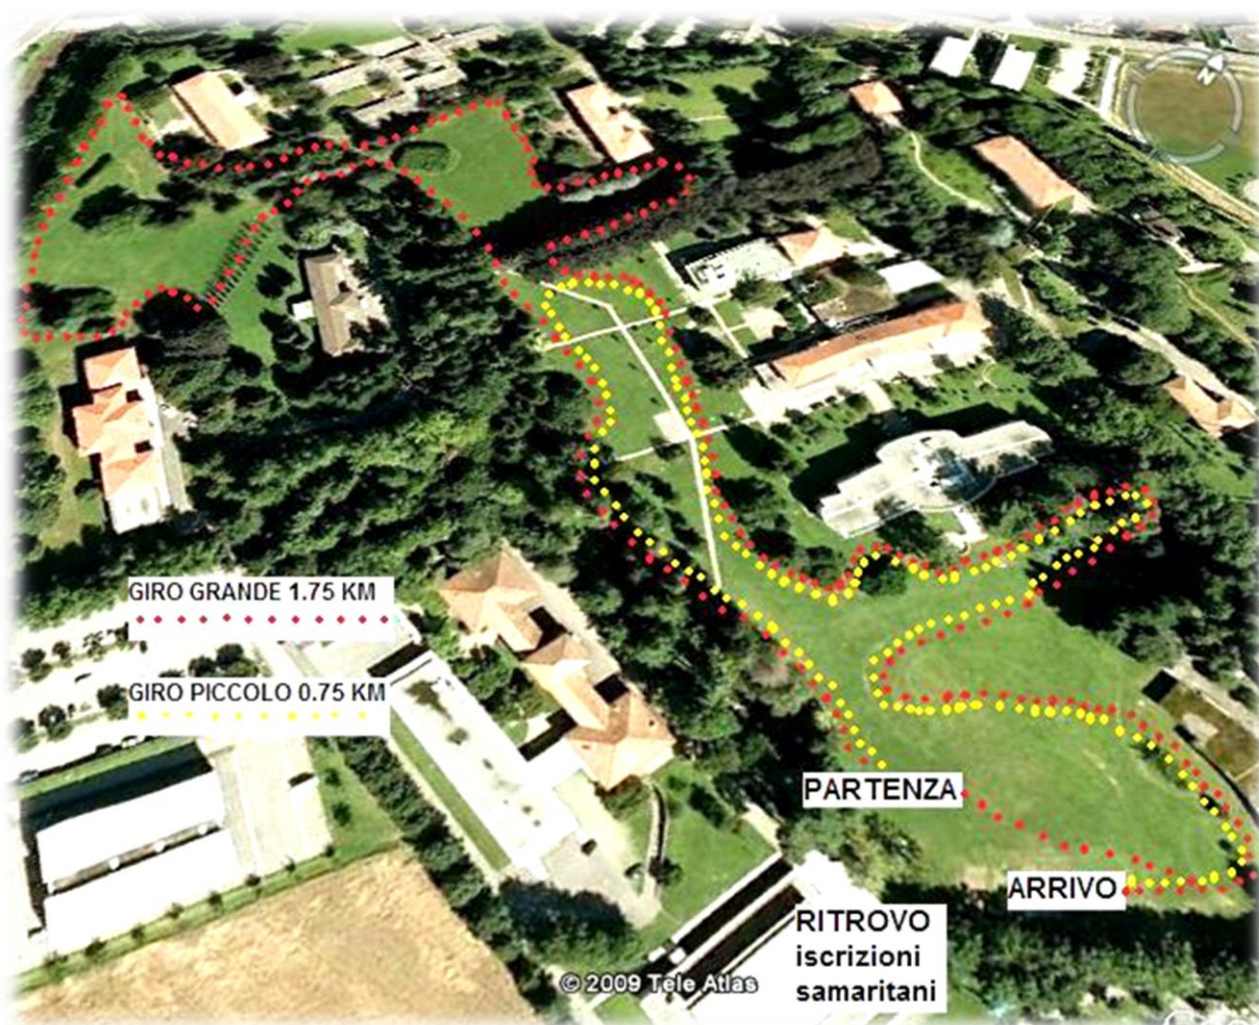 GIRO GRANDE 1.75 KM
GIRO PICCOLO 0.75 KM
PARTENZA
ARRIVO
RITROVO
iscrizioni
samaritani
© 2009 Tele Atlas
N